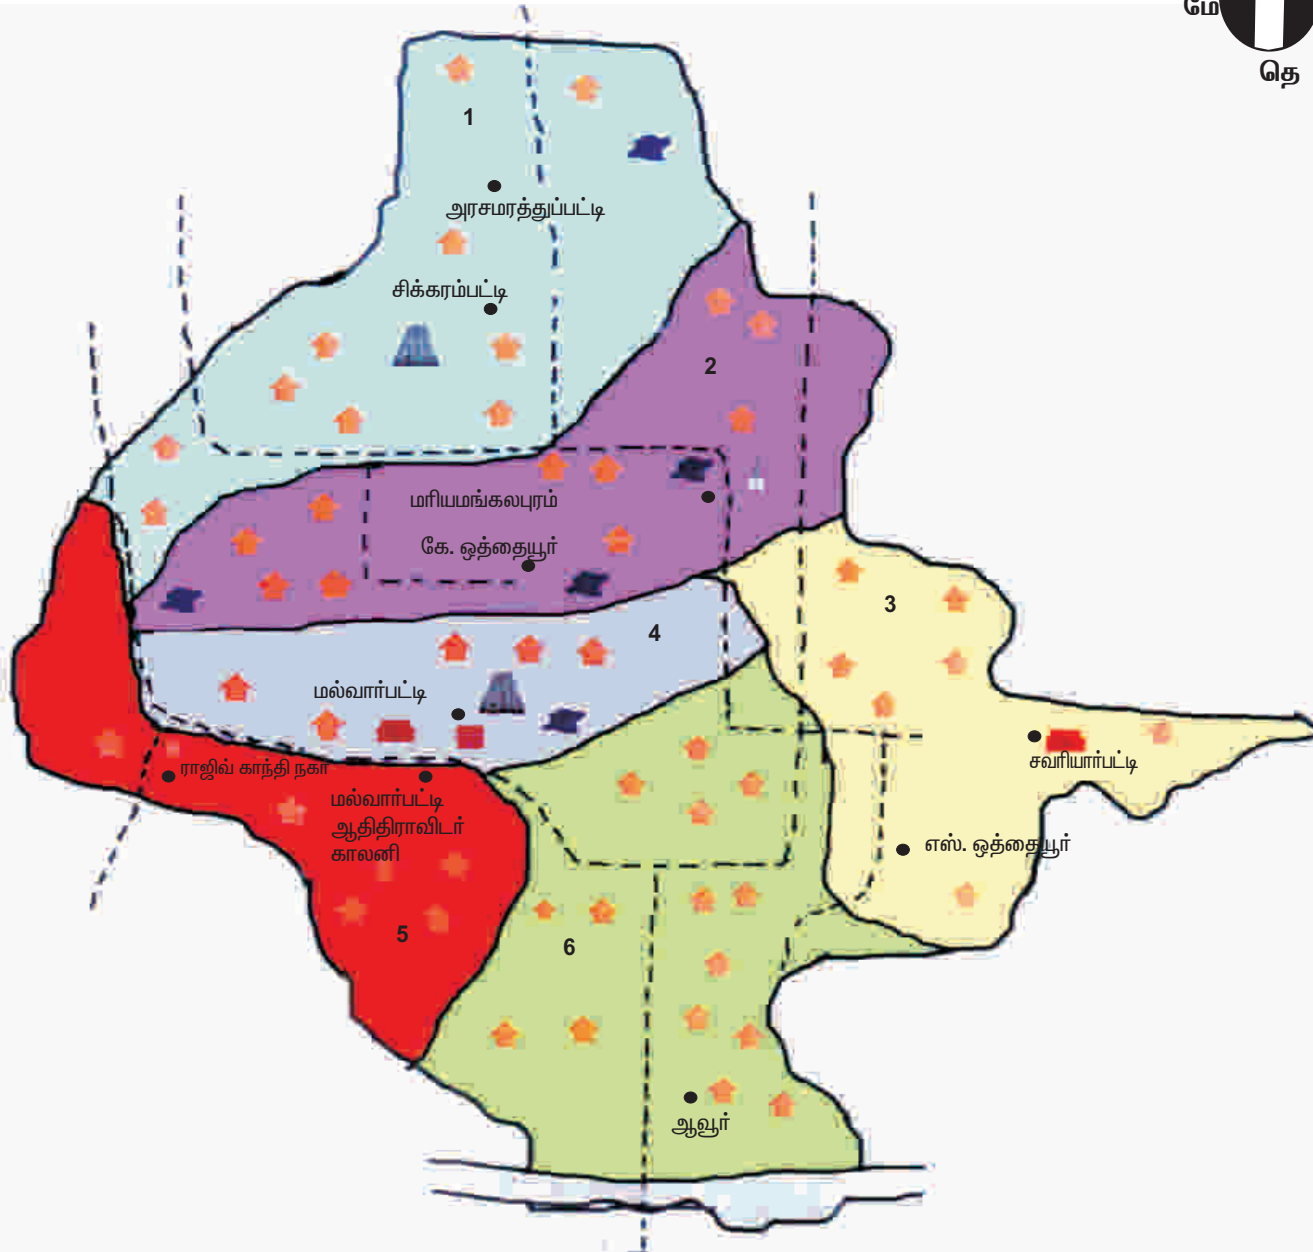 மே
தெ
1
அரசமரத்துப்பட்டி
சிக்கரம்பட்டி
2
மரியமங்கலபுரம்
கே. ஒத்தையூர்
3
4
மல்வார்பட்டி
சவரியார்பட்டி
ராஜிவ் காந்தி நகர்
மல்வார்பட்டி
ஆதிதிராவிடர்
காலனி
எஸ். ஒத்தையூர்
5
6
ஆவூர்